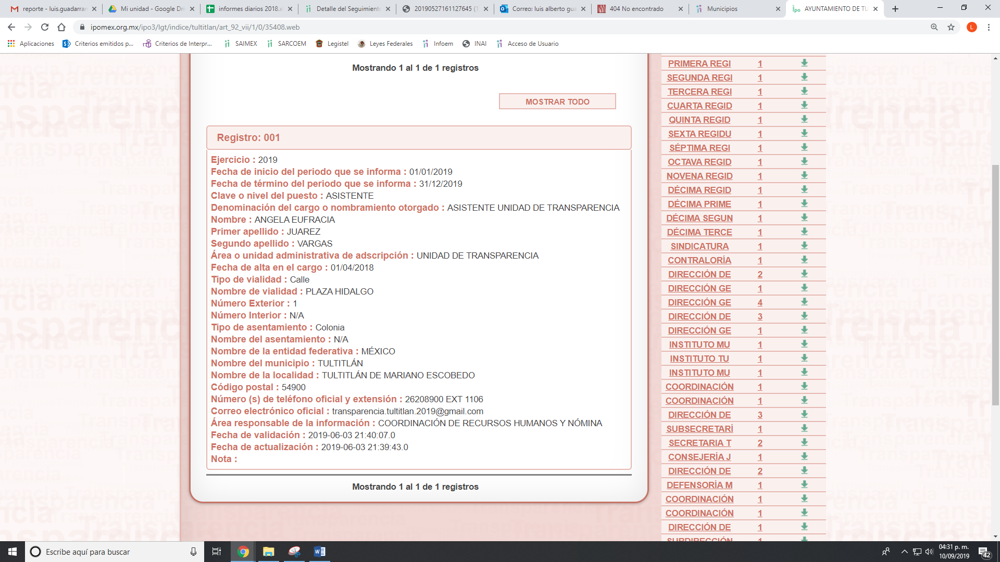 reporte - luis.guadarra
Mi unidad - Google Dri
informes diarios 2018.x
Detalle del Seguimiento
20190527161127645 (1
Correo: luis alberto gua
404 No encontrado
Municipios
AYUNTAMIENTO DE TU
ipomex.org.mx/ipo3/lgt/indice/tultitlan/art_92_vii/1/0/35408.web
L
Aplicaciones
Criterios emitidos p...
Criterios de Interpr...
SAIMEX
SARCOEM
Legistel
Leyes Federales
Infoem
INAI
Acceso de Usuario
Mostrando 1 al 1 de 1 registros
MOSTRAR TODO
Registro: 001
Ejercicio : 2019
Fecha de inicio del periodo que se informa : 01/01/2019
Fecha de término del periodo que se informa : 31/12/2019
Clave o nivel del puesto : ASISTENTE
Denominación del cargo o nombramiento otorgado : ASISTENTE UNIDAD DE TRANSPARENCIA
Nombre : ANGELA EUFRACIA
Primer apellido : JUAREZ
Segundo apellido : VARGAS
Área o unidad administrativa de adscripción : UNIDAD DE TRANSPARENCIA
Fecha de alta en el cargo : 01/04/2018
Tipo de vialidad : Calle
Nombre de vialidad : PLAZA HIDALGO
Número Exterior : 1
Número Interior : N/A
Tipo de asentamiento : Colonia
Nombre del asentamiento : N/A
Nombre de la entidad federativa : MÉXICO
Nombre del municipio : TULTITLÁN
Nombre de la localidad : TULTITLÁN DE MARIANO ESCOBEDO
Código postal : 54900
Número (s) de teléfono oficial y extensión : 26208900 EXT 1106
Correo electrónico oficial : transparencia.tultitlan.2019@gmail.com
Área responsable de la información : COORDINACIÓN DE RECURSOS HUMANOS Y NÓMINA
Fecha de validación : 2019-06-03 21:40:07.0
Fecha de actualización : 2019-06-03 21:39:43.0
Nota :
Mostrando 1 al 1 de 1 registros
PRIMERA REGI 1
SEGUNDA REGI 1
TERCERA REGI 1
CUARTA REGID 1
QUINTA REGID 1
SEXTA REGIDU 1
SÉPTIMA REGI 1
OCTAVA REGID 1
NOVENA REGID 1
DÉCIMA REGID 1
DÉCIMA PRIME 1
DÉCIMA SEGUN 1
DÉCIMA TERCE 1
SINDICATURA 1
CONTRALORÍA 1
DIRECCIÓN DE 2
DIRECCIÓN GE 1
DIRECCIÓN GE 4
DIRECCIÓN DE 3
DIRECCIÓN GE 1
INSTITUTO MU 1
INSTITUTO TU 1
INSTITUTO MU 1
COORDINACIÓN 1
COORDINACIÓN 1
DIRECCIÓN DE 3
SUBSECRETARÍ 1
SECRETARIA T 2
CONSEJERÍA J 1
DIRECCIÓN DE 2
DEFENSORÍA M 1
COORDINACIÓN 1
COORDINACIÓN 1
DIRECCIÓN DE 1
SUBDIRECCIÓN 1
Escribe aquí para buscar
04:31 p. m.
10/09/2019
42